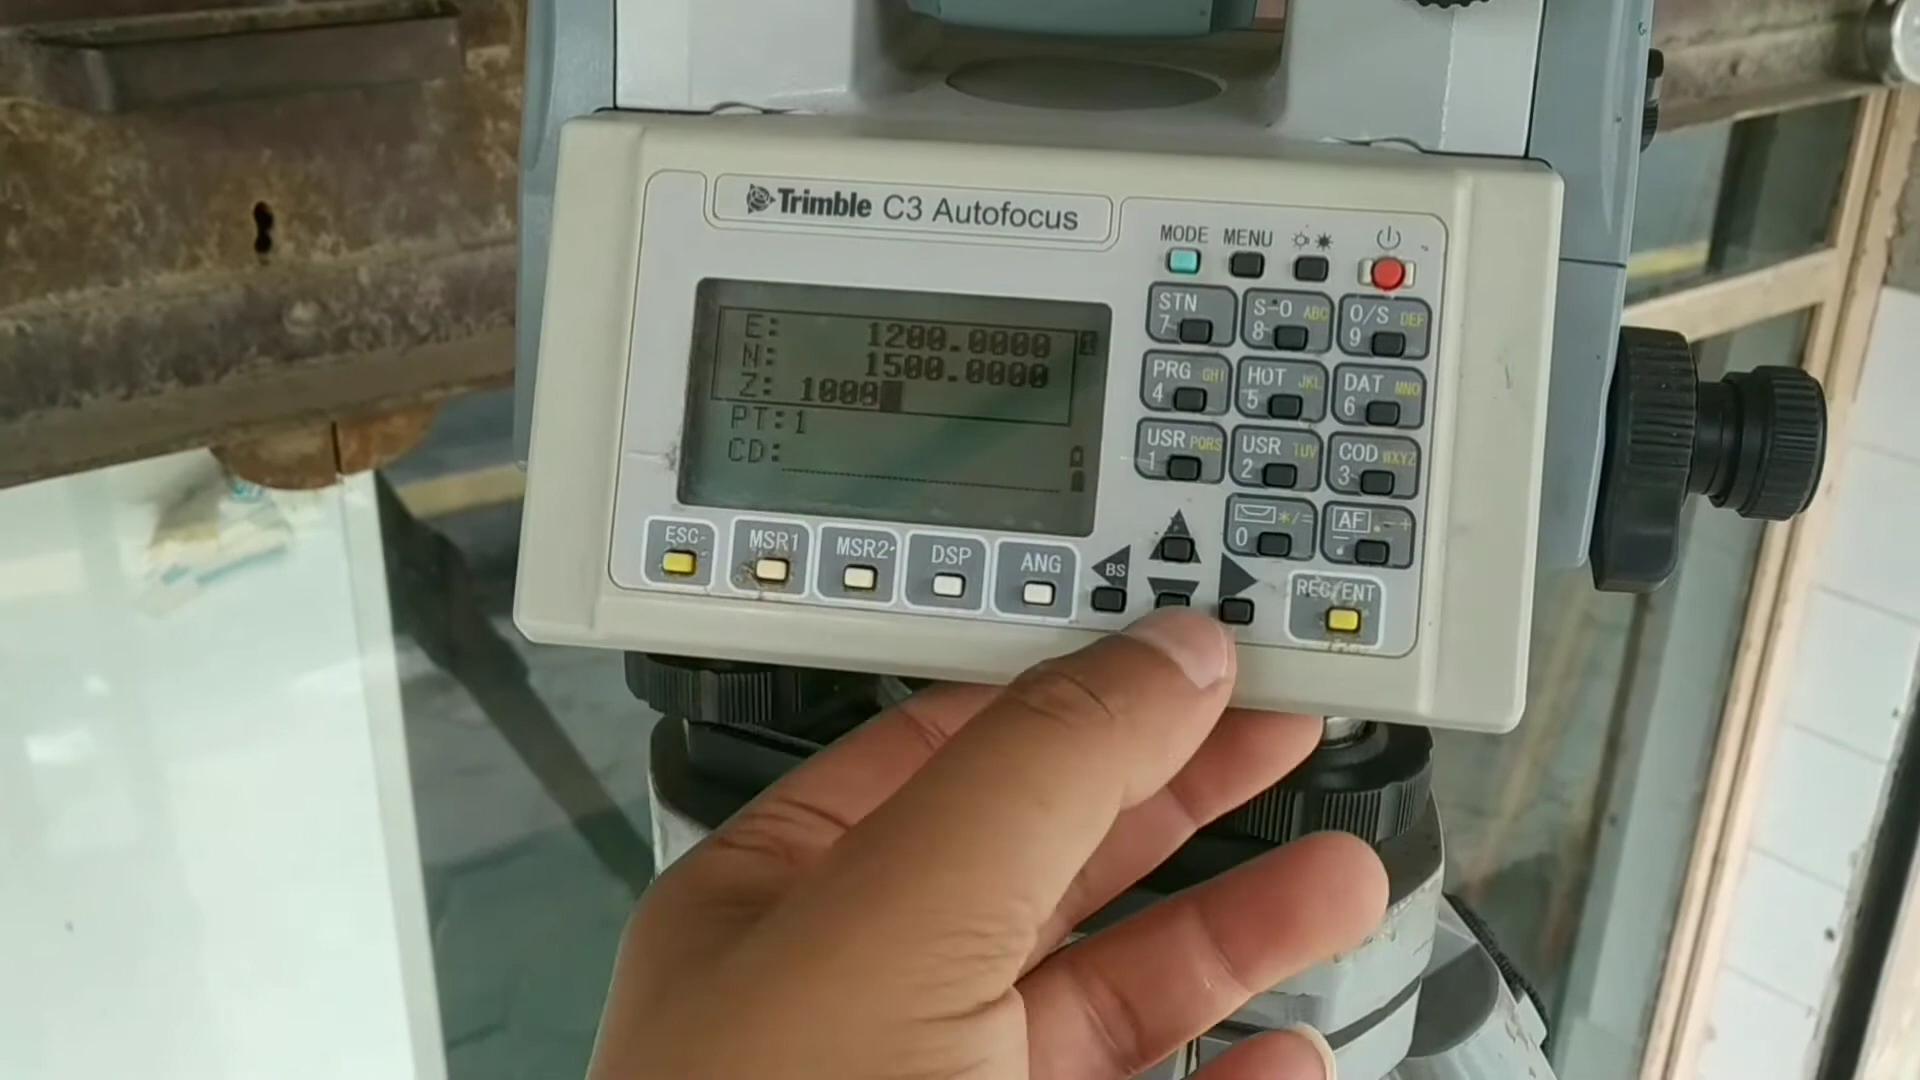 Trimble C3 Autofocus
MODE MENU
E: 1200.0000
N: 1500.0000
Z: 1000
PT:1
CD:
STN 7
S-O ABC 8
O/S DEF 9
PRG GHI 4
HOT JKL 5
DAT MNO 6
USR PQRS 1
USR TUV 2
COD WXYZ 3
0 */=
AF .-+
ESC MSR1 MSR2 DSP ANG BS REC/ENT